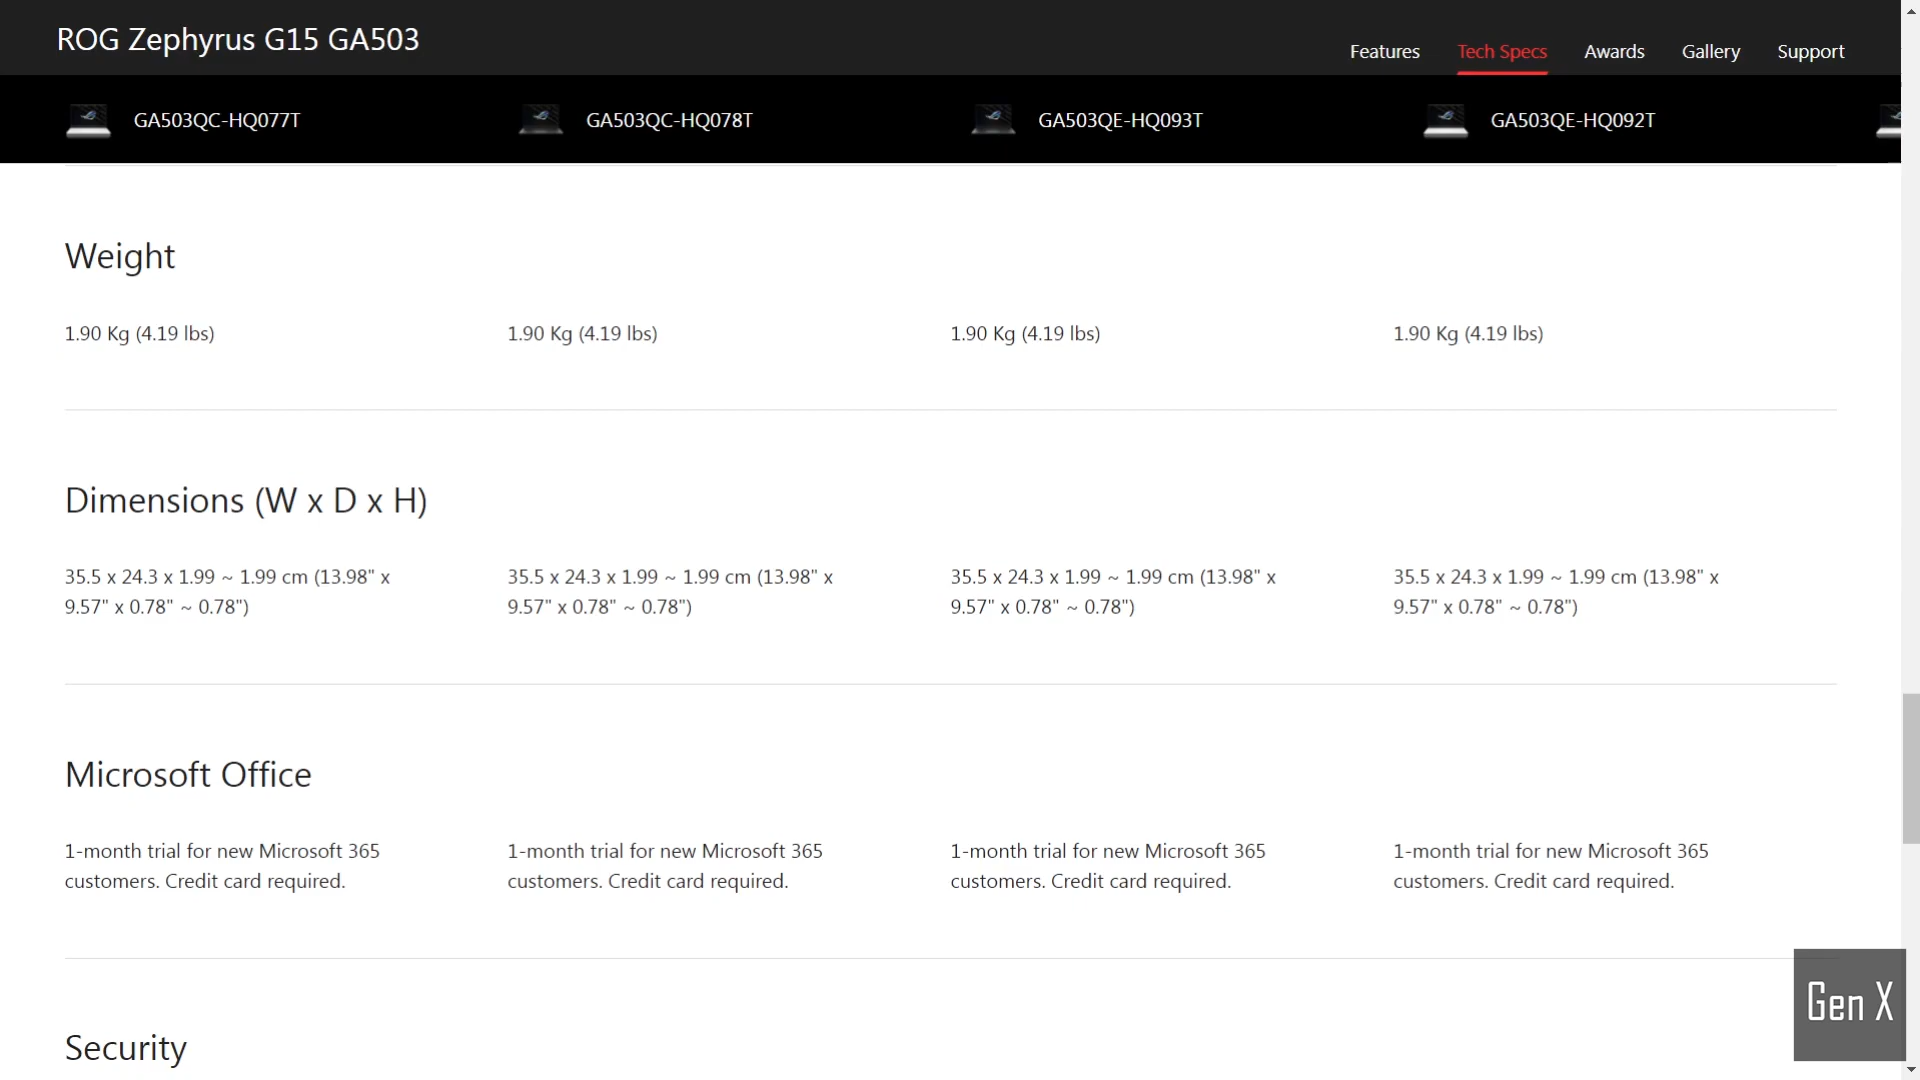 ROG Zephyrus G15 GA503
Features Tech Specs Awards Gallery Support
GA503QC-HQ077T GA503QC-HQ078T GA503QE-HQ093T GA503QE-HQ092T
Weight
1.90 Kg (4.19 lbs) 1.90 Kg (4.19 lbs) 1.90 Kg (4.19 lbs) 1.90 Kg (4.19 lbs)
Dimensions (W x D x H)
35.5 x 24.3 x 1.99 ~ 1.99 cm (13.98" x 35.5 x 24.3 x 1.99 ~ 1.99 cm (13.98" x 35.5 x 24.3 x 1.99 ~ 1.99 cm (13.98" x 35.5 x 24.3 x 1.99 ~ 1.99 cm (13.98" x
9.57" x 0.78" ~ 0.78") 9.57" x 0.78" ~ 0.78") 9.57" x 0.78" ~ 0.78") 9.57" x 0.78" ~ 0.78")
Microsoft Office
1-month trial for new Microsoft 365 1-month trial for new Microsoft 365 1-month trial for new Microsoft 365 1-month trial for new Microsoft 365
customers. Credit card required. customers. Credit card required. customers. Credit card required. customers. Credit card required.
Gen X
Security